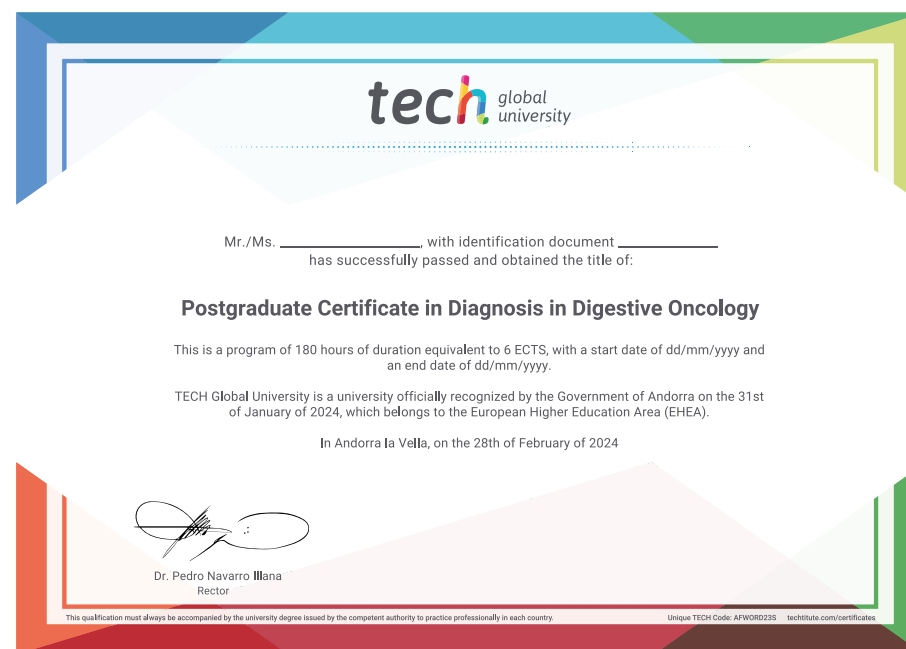 tech global university
Mr./Ms. ____________________, with identification document ______________
has successfully passed and obtained the title of:
Postgraduate Certificate in Diagnosis in Digestive Oncology
This is a program of 180 hours of duration equivalent to 6 ECTS, with a start date of dd/mm/yyyy and
an end date of dd/mm/yyyy.
TECH Global University is a university officially recognized by the Government of Andorra on the 31st
of January of 2024, which belongs to the European Higher Education Area (EHEA).
In Andorra la Vella, on the 28th of February of 2024
Dr. Pedro Navarro Illana
Rector
This qualification must always be accompanied by the university degree issued by the competent authority to practice professionally in each country.
Unique TECH Code: AFWORD23S techtitute.com/certificates